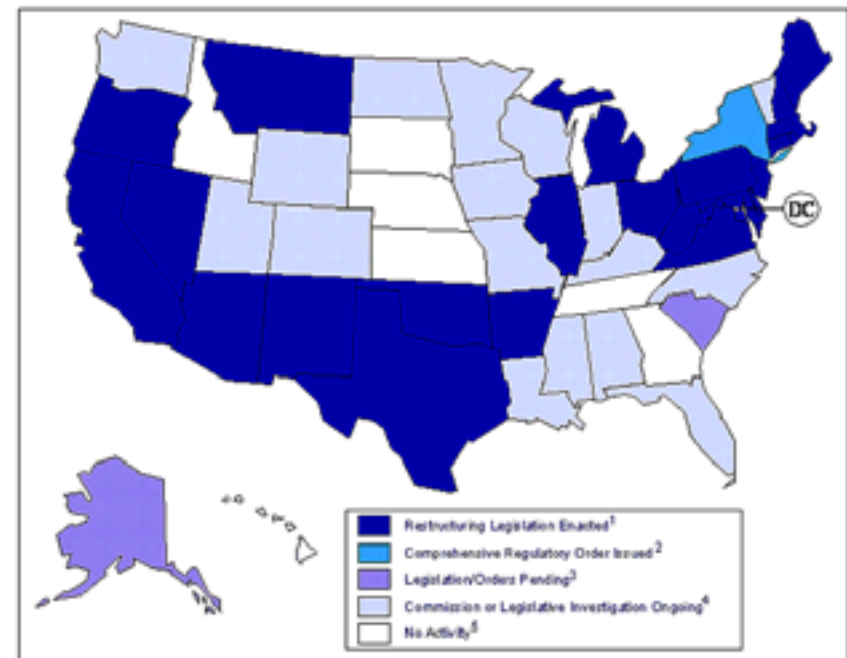 DC
Restructuring Legislation Enacted1
Comprehensive Regulatory Order Issued2
Legislation/Orders Pending3
Commission or Legislative Investigation Ongoing4
No Activity5